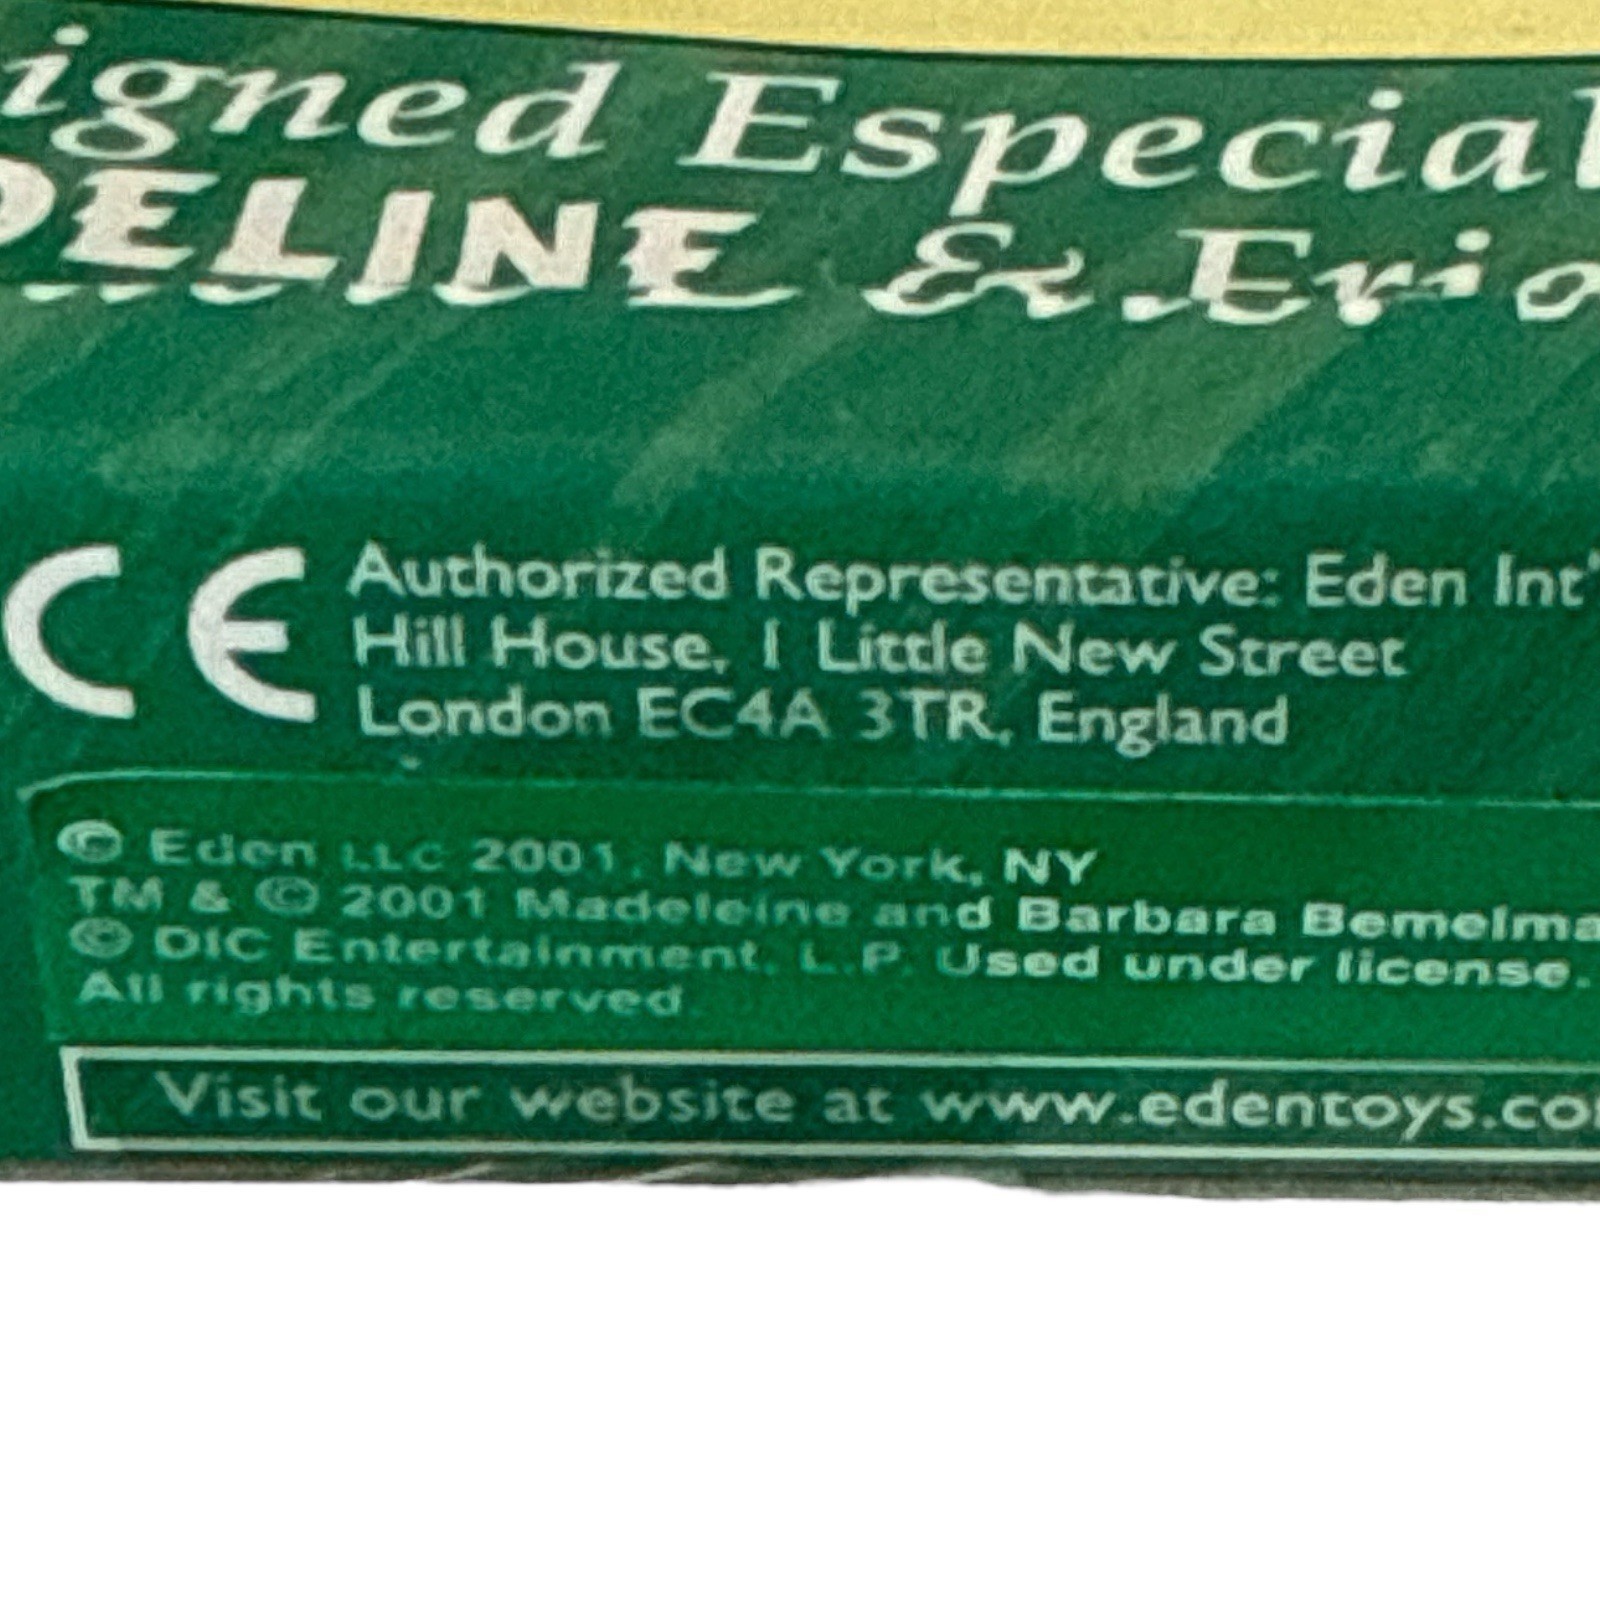 igned Especial
DELINE & Eri
CE
Authorized Representative: Eden Int'
Hill House, 1 Little New Street
London EC4A 3TR, England
© Eden LLC 2001, New York, NY
TM & © 2001 Madeleine and Barbara Bemelma
© DIC Entertainment, L.P. Used under license.
All rights reserved
Visit our website at www.edentoys.co